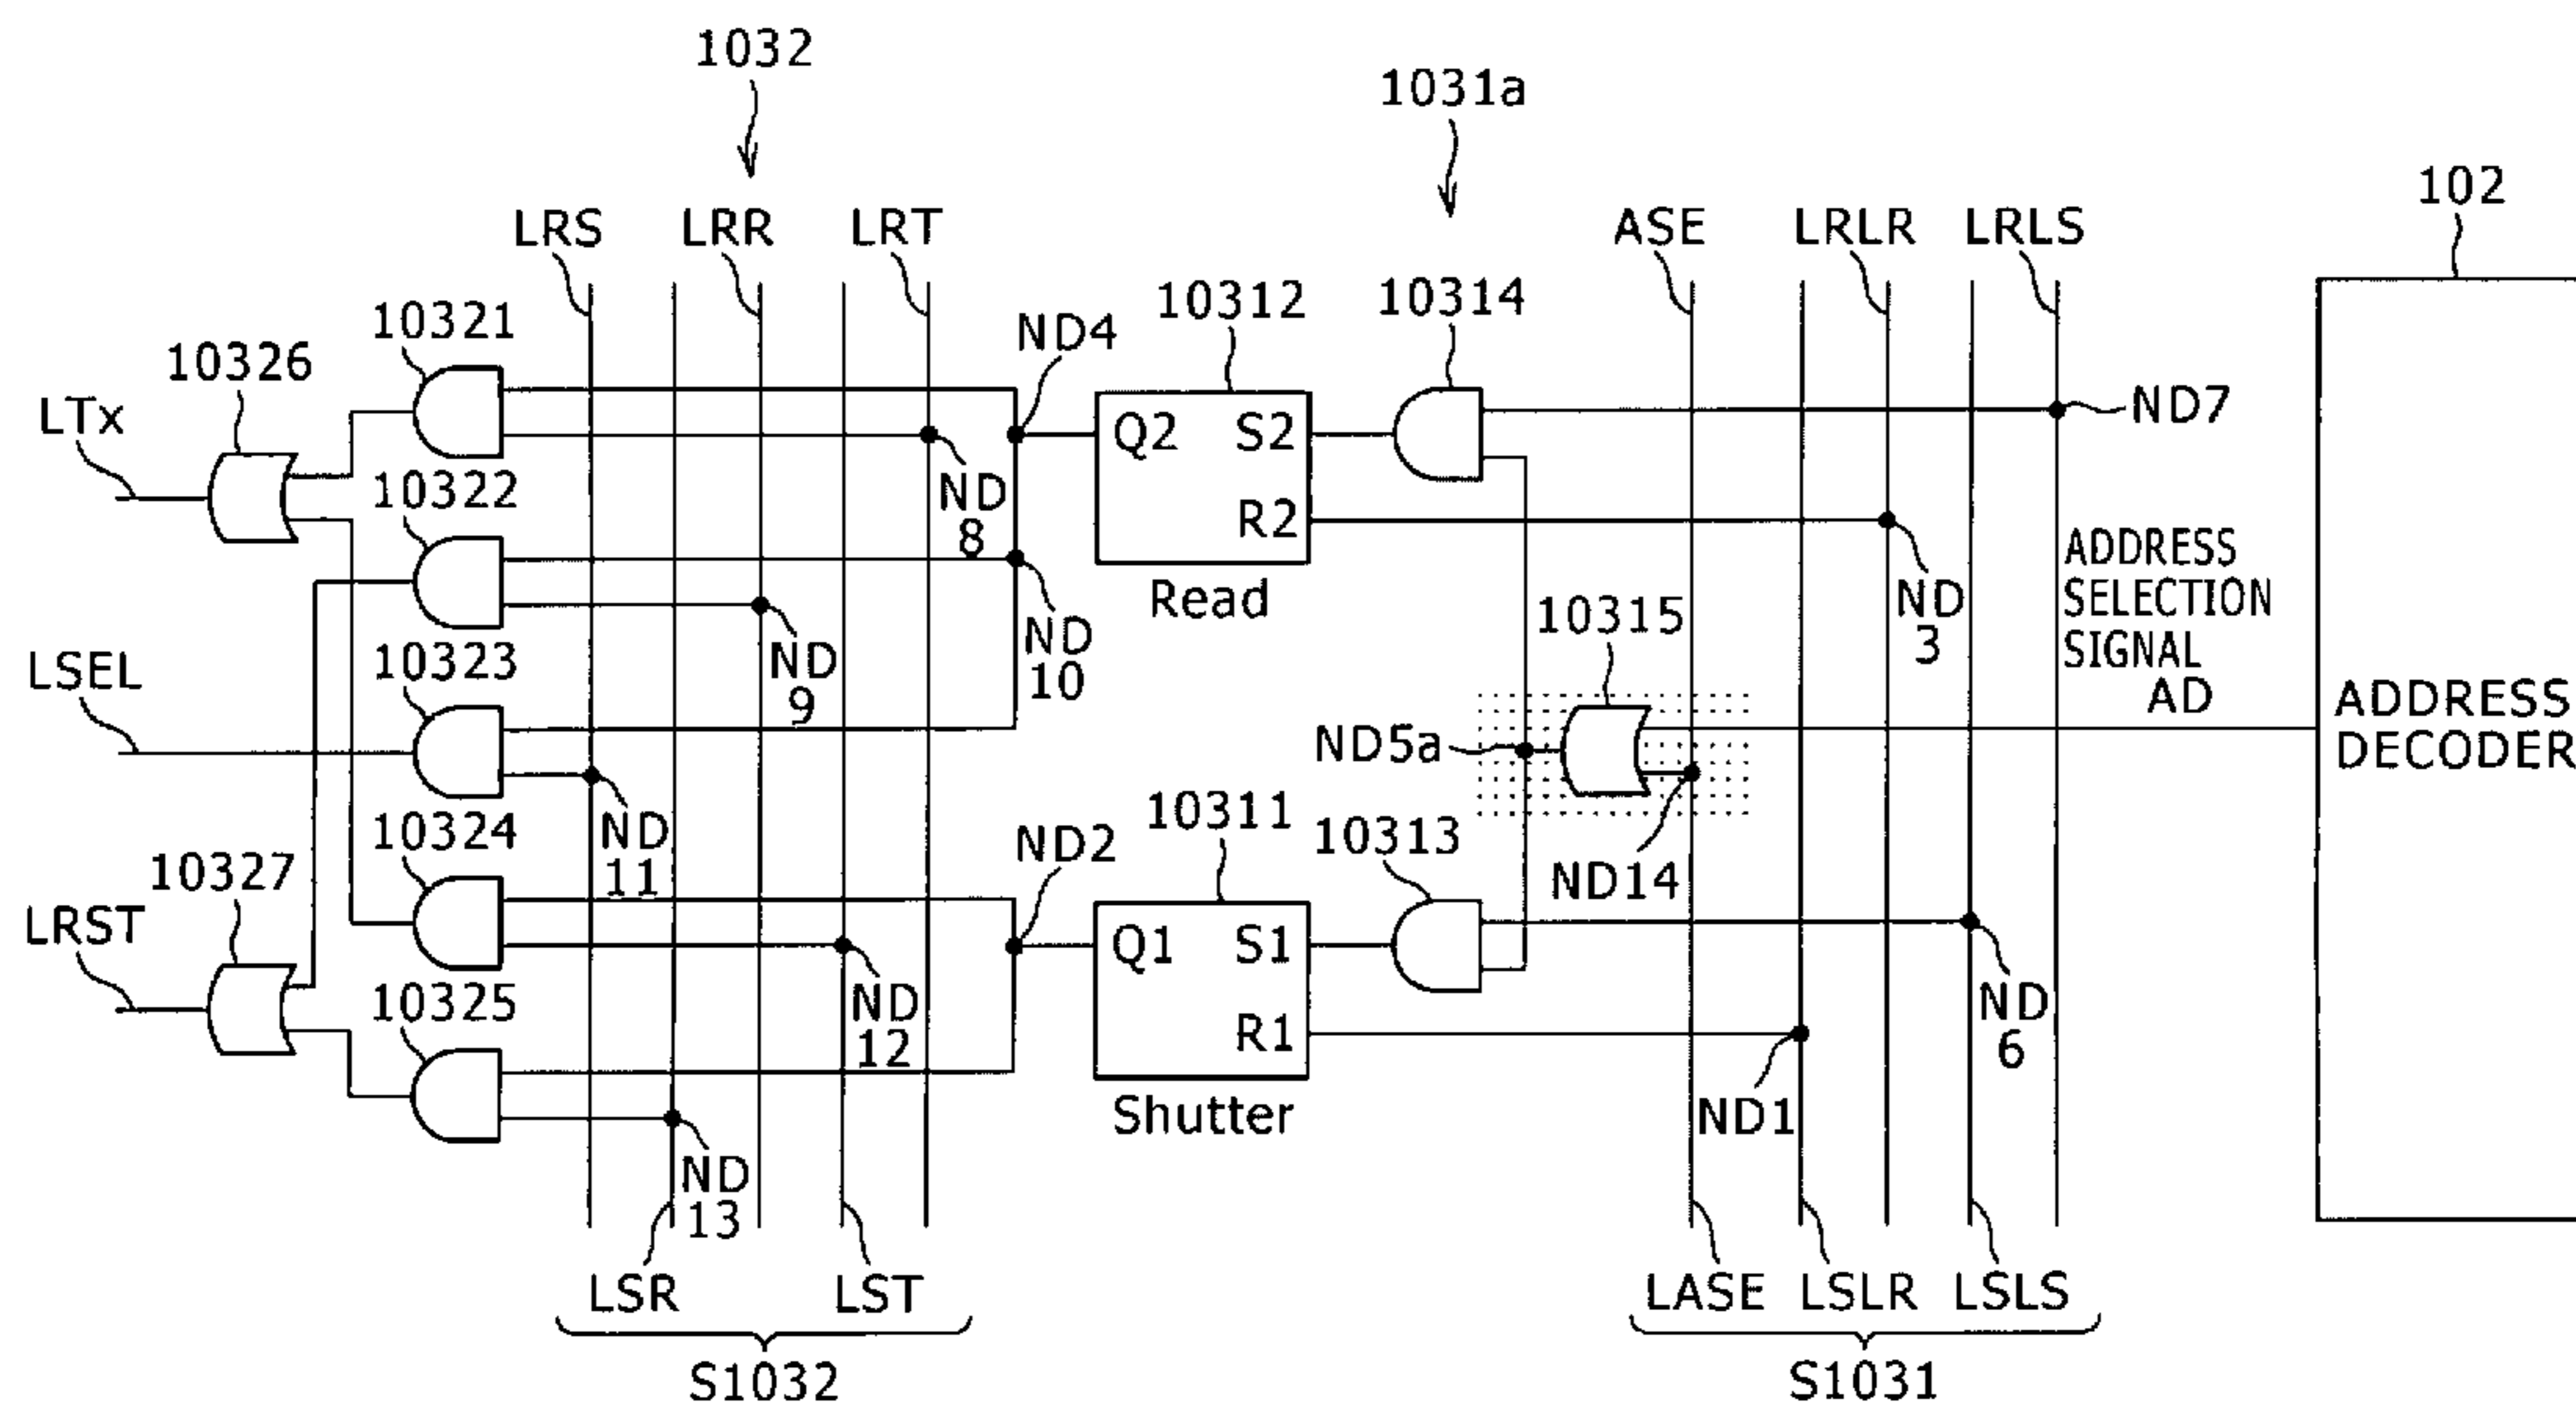 1032
1031a
102
LRS
LRR
LRT
ASE
LRLR
LRLS
10321
10326
LTx
10322
10323
LSEL
10324
10327
LRST
10325
ND4
10312
10314
Q2
S2
R2
Read
ND
8
ND
9
ND
10
ND
11
ND
12
ND
13
ND7
ND
3
ADDRESS
SELECTION
SIGNAL
AD
ADDRESS
DECODER
10315
ND5a
ND14
ND2
10311
10313
Q1
S1
R1
Shutter
ND1
ND
6
LSR
LST
LASE
LSLR
LSLS
S1032
S1031